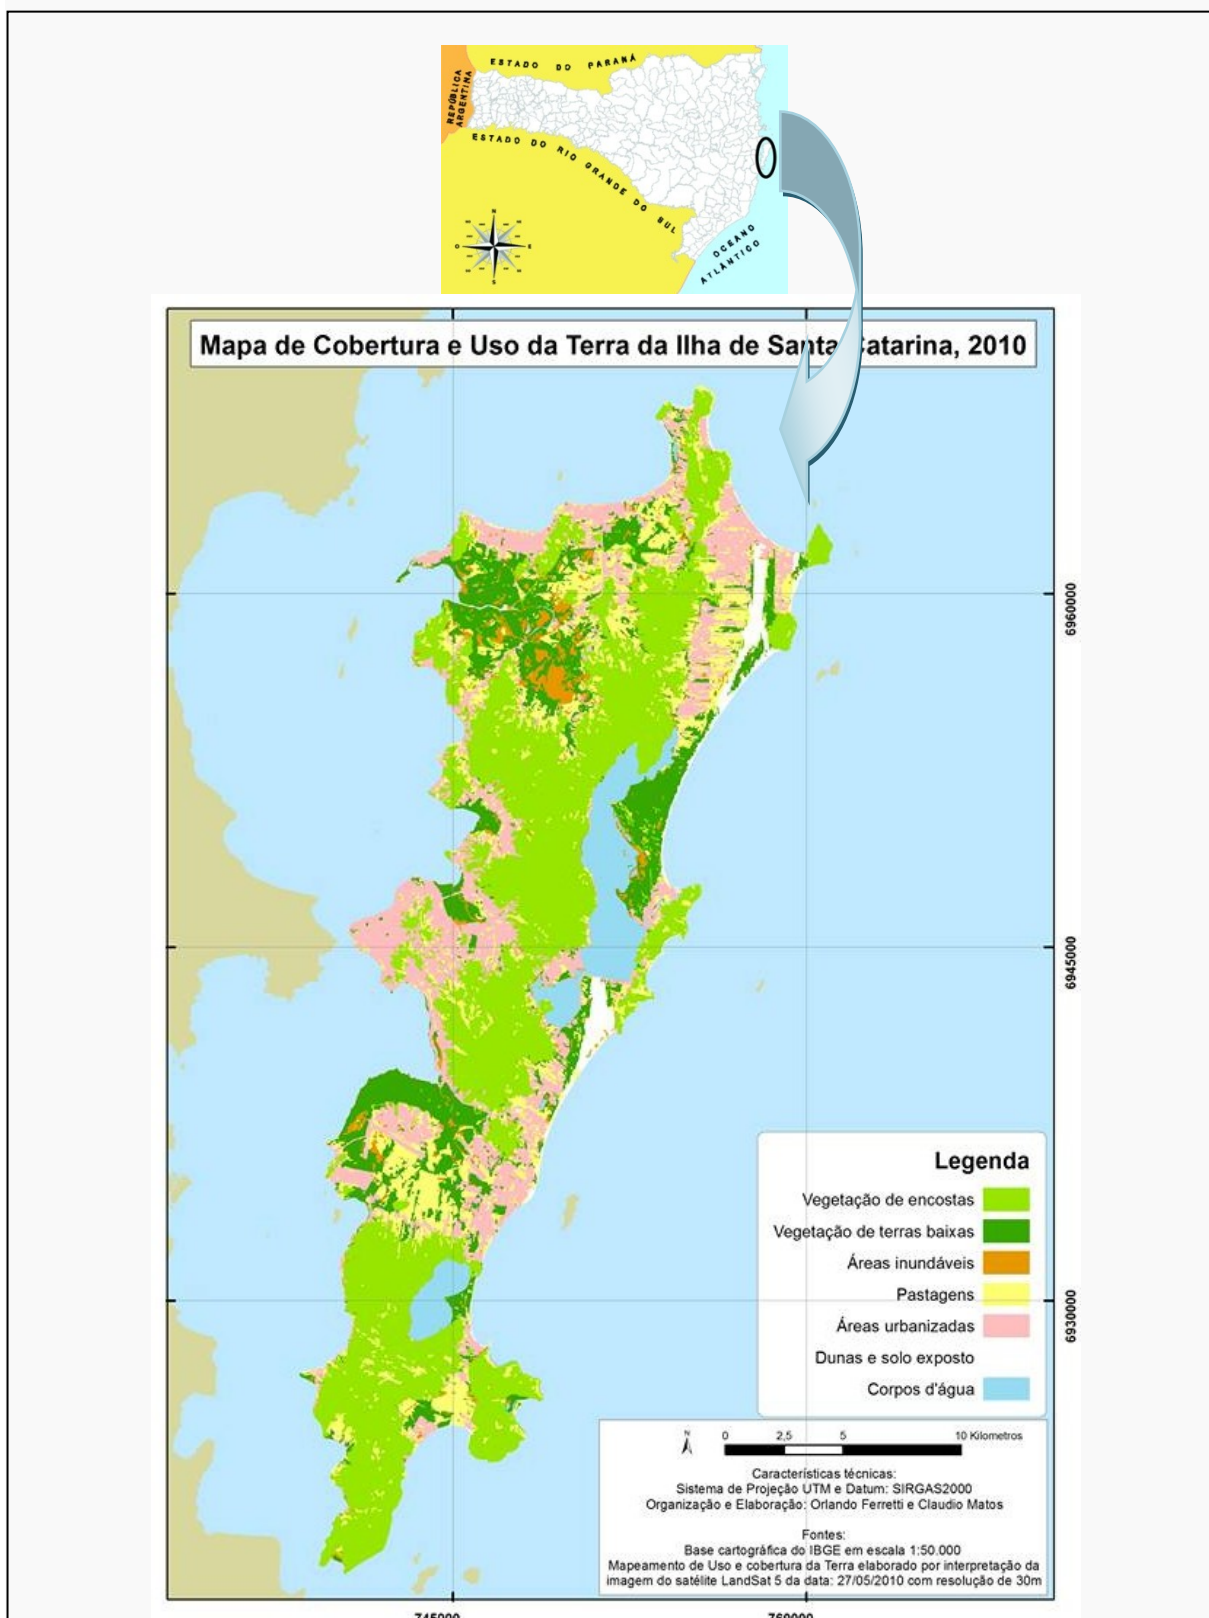 ESTADO DO PARANÁ
REPÚBLICA
ARGENTINA
ESTADO DO RIO GRANDE DO SUL
OCEANO
ATLÂNTICO
N
O
E
S
Mapa de Cobertura e Uso da Terra da Ilha de Santa Catarina, 2010
6960000
6945000
6930000
Legenda
Vegetação de encostas
Vegetação de terras baixas
Áreas inundáveis
Pastagens
Áreas urbanizadas
Dunas e solo exposto
Corpos d'água
N
0 2,5 5 10 Kilometros
Características técnicas:
Sistema de Projeção UTM e Datum: SIRGAS2000
Organização e Elaboração: Orlando Ferretti e Claudio Matos
Fontes:
Base cartográfica do IBGE em escala 1:50.000
Mapeamento de Uso e cobertura da Terra elaborado por interpretação da
imagem do satélite LandSat 5 da data: 27/05/2010 com resolução de 30m
745000 760000